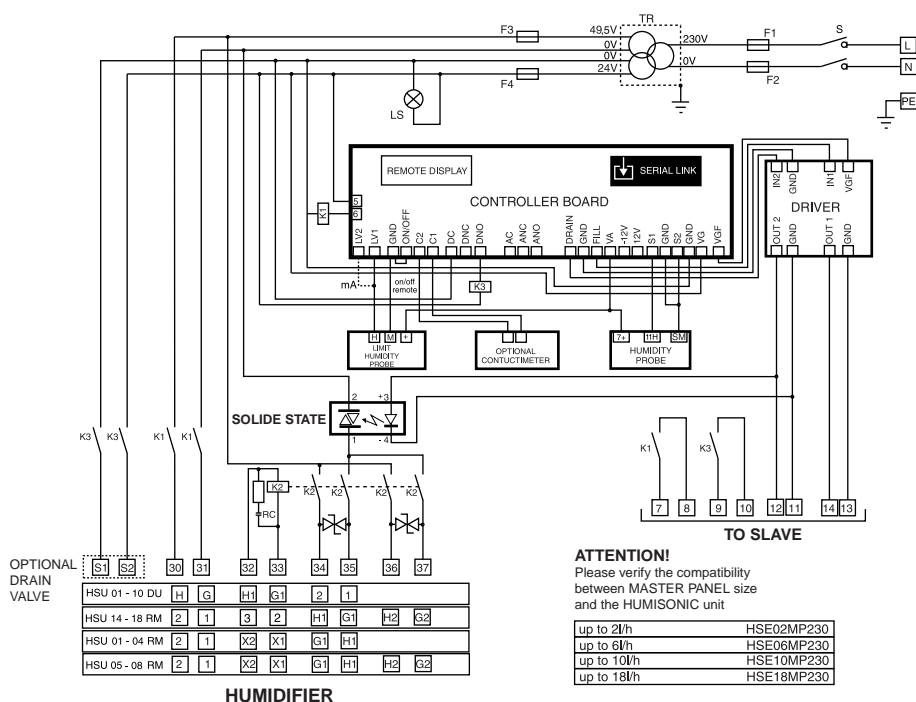 TR
F3
49,5V
0V
0V
24V
F4
230V
0V
F1
F2
S
L
N
PE
LS
REMOTE DISPLAY
SERIAL LINK
CONTROLLER BOARD
5
6
K1
LV2
LV1
GND
ON/OFF
C2
C1
DC
DNC
DNO
AC
ANC
ANO
DRAIN
GND
FILL
VA
-12V
12V
S1
GND
S2
GND
VG
VGF
IN2
GND
IN1
VGF
DRIVER
OUT 2
GND
OUT 1
GND
mA
on/off
remote
K3
H M +
LIMIT
HUMIDITY
PROBE
OPTIONAL
CONTUCTIMETER
7+ 11H SM
HUMIDITY
PROBE
SOLIDE STATE
2 +3
1 - 4
K3 K3 K1 K1
K2
RC
K2 K2 K2 K2
K1 K3
7 8 9 10 12 11 14 13
TO SLAVE
OPTIONAL
DRAIN
VALVE
S1 S2 30 31 32 33 34 35 36 37
HSU 01 - 10 DU H G H1 G1 2 1
HSU 14 - 18 RM 2 1 3 2 H1 G1 H2 G2
HSU 01 - 04 RM 2 1 X2 X1 G1 H1
HSU 05 - 08 RM 2 1 X2 X1 G1 H1 H2 G2
HUMIDIFIER
ATTENTION!
Please verify the compatibility
between MASTER PANEL size
and the HUMISONIC unit
up to 2l/h HSE02MP230
up to 6l/h HSE06MP230
up to 10l/h HSE10MP230
up to 18l/h HSE18MP230